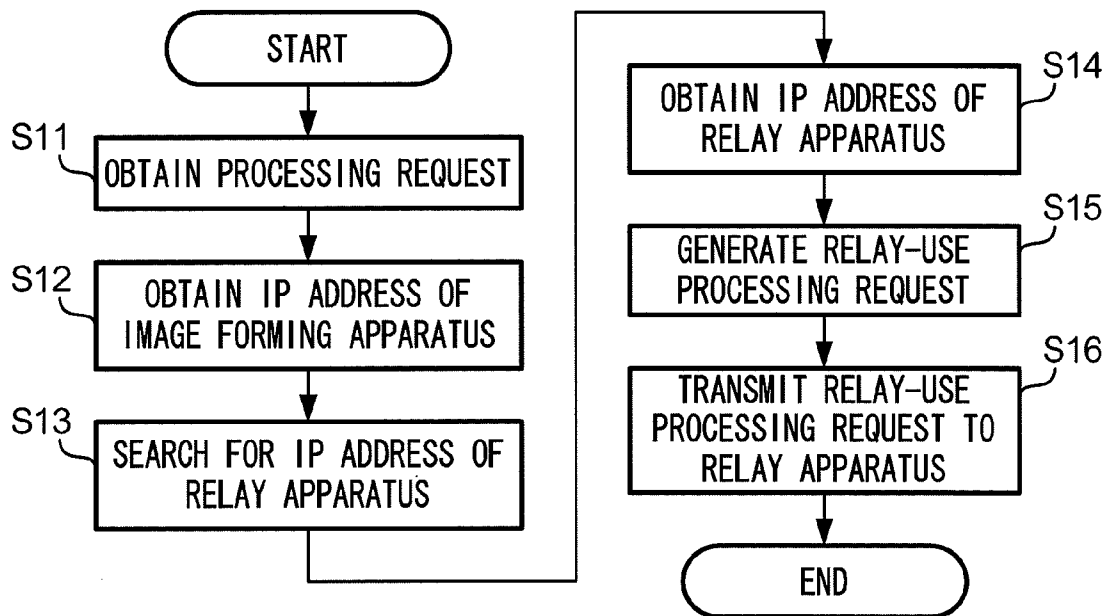 START
S11
OBTAIN PROCESSING REQUEST
S12
OBTAIN IP ADDRESS OF
IMAGE FORMING APPARATUS
S13
SEARCH FOR IP ADDRESS OF
RELAY APPARATUS
S14
OBTAIN IP ADDRESS OF
RELAY APPARATUS
S15
GENERATE RELAY-USE
PROCESSING REQUEST
S16
TRANSMIT RELAY-USE
PROCESSING REQUEST TO
RELAY APPARATUS
END